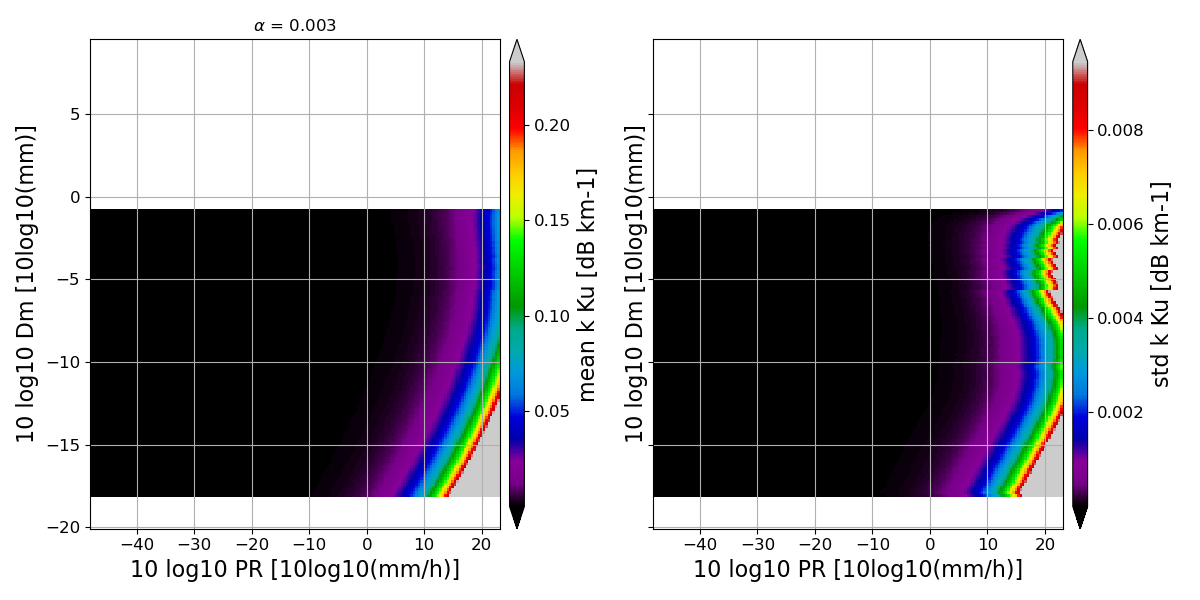 α = 0.003
10 log10 Dm [10log10(mm)]
5
0
−5
−10
−15
−20
−40 −30 −20 −10 0 10 20
10 log10 PR [10log10(mm/h)]
0.20
0.15
0.10
0.05
mean k Ku [dB km-1]
10 log10 Dm [10log10(mm)]
−40 −30 −20 −10 0 10 20
10 log10 PR [10log10(mm/h)]
0.008
0.006
0.004
0.002
std k Ku [dB km-1]